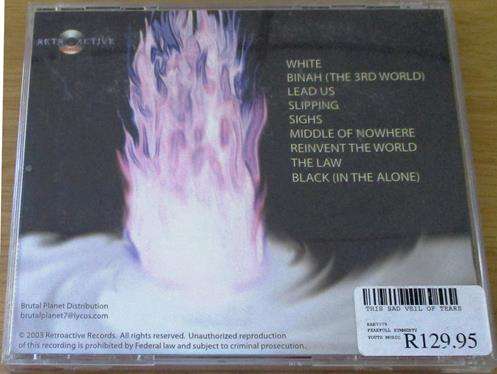 RETROACTIVE
WHITE
BINAH (THE 3RD WORLD)
LEAD US
SLIPPING
SIGHS
MIDDLE OF NOWHERE
REINVENT THE WORLD
THE LAW
BLACK (IN THE ALONE)
Brutal Planet Distribution
brutalplanet7@lycos.com
© 2003 Retroactive Records. All rights reserved. Unauthorized reproduction
of this recording is prohibited by Federal law and subject to criminal prosecution.
THIS SAD VEIL OF TEARS
FEARFULL SYMMETRY
YOUTH MUSIC
R129.95